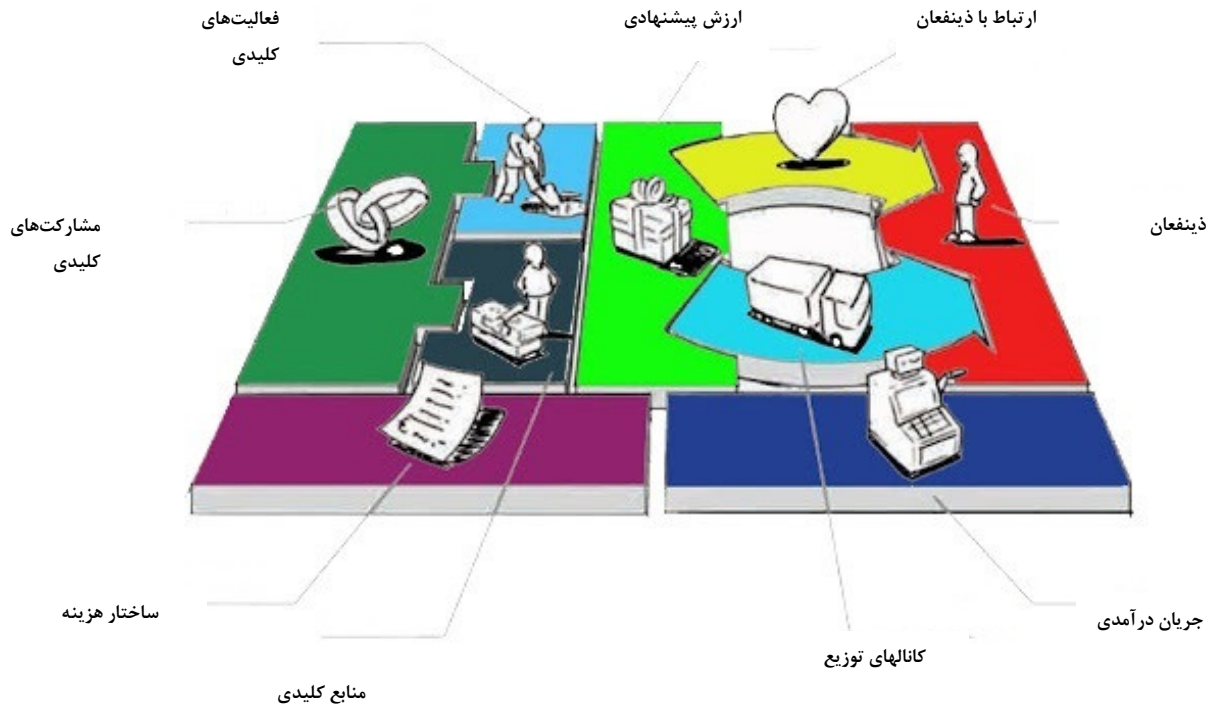 ارتباط با ذینفعان
ارزش پیشنهادی
فعالیت‌های
کلیدی
ذینفعان
مشارکت‌های
کلیدی
جریان درآمدی
ساختار هزینه
کانالهای توزیع
منابع کلیدی